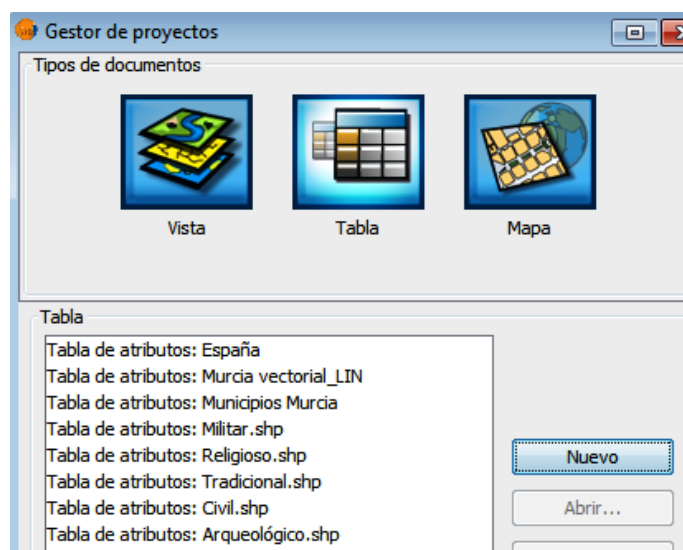 Gestor de proyectos
Tipos de documentos
Vista
Tabla
Mapa
Tabla
Tabla de atributos: España
Tabla de atributos: Murcia vectorial_LIN
Tabla de atributos: Municipios Murcia
Tabla de atributos: Militar.shp
Tabla de atributos: Religioso.shp
Tabla de atributos: Tradicional.shp
Tabla de atributos: Civil.shp
Tabla de atributos: Arqueológico.shp
Nuevo
Abrir...